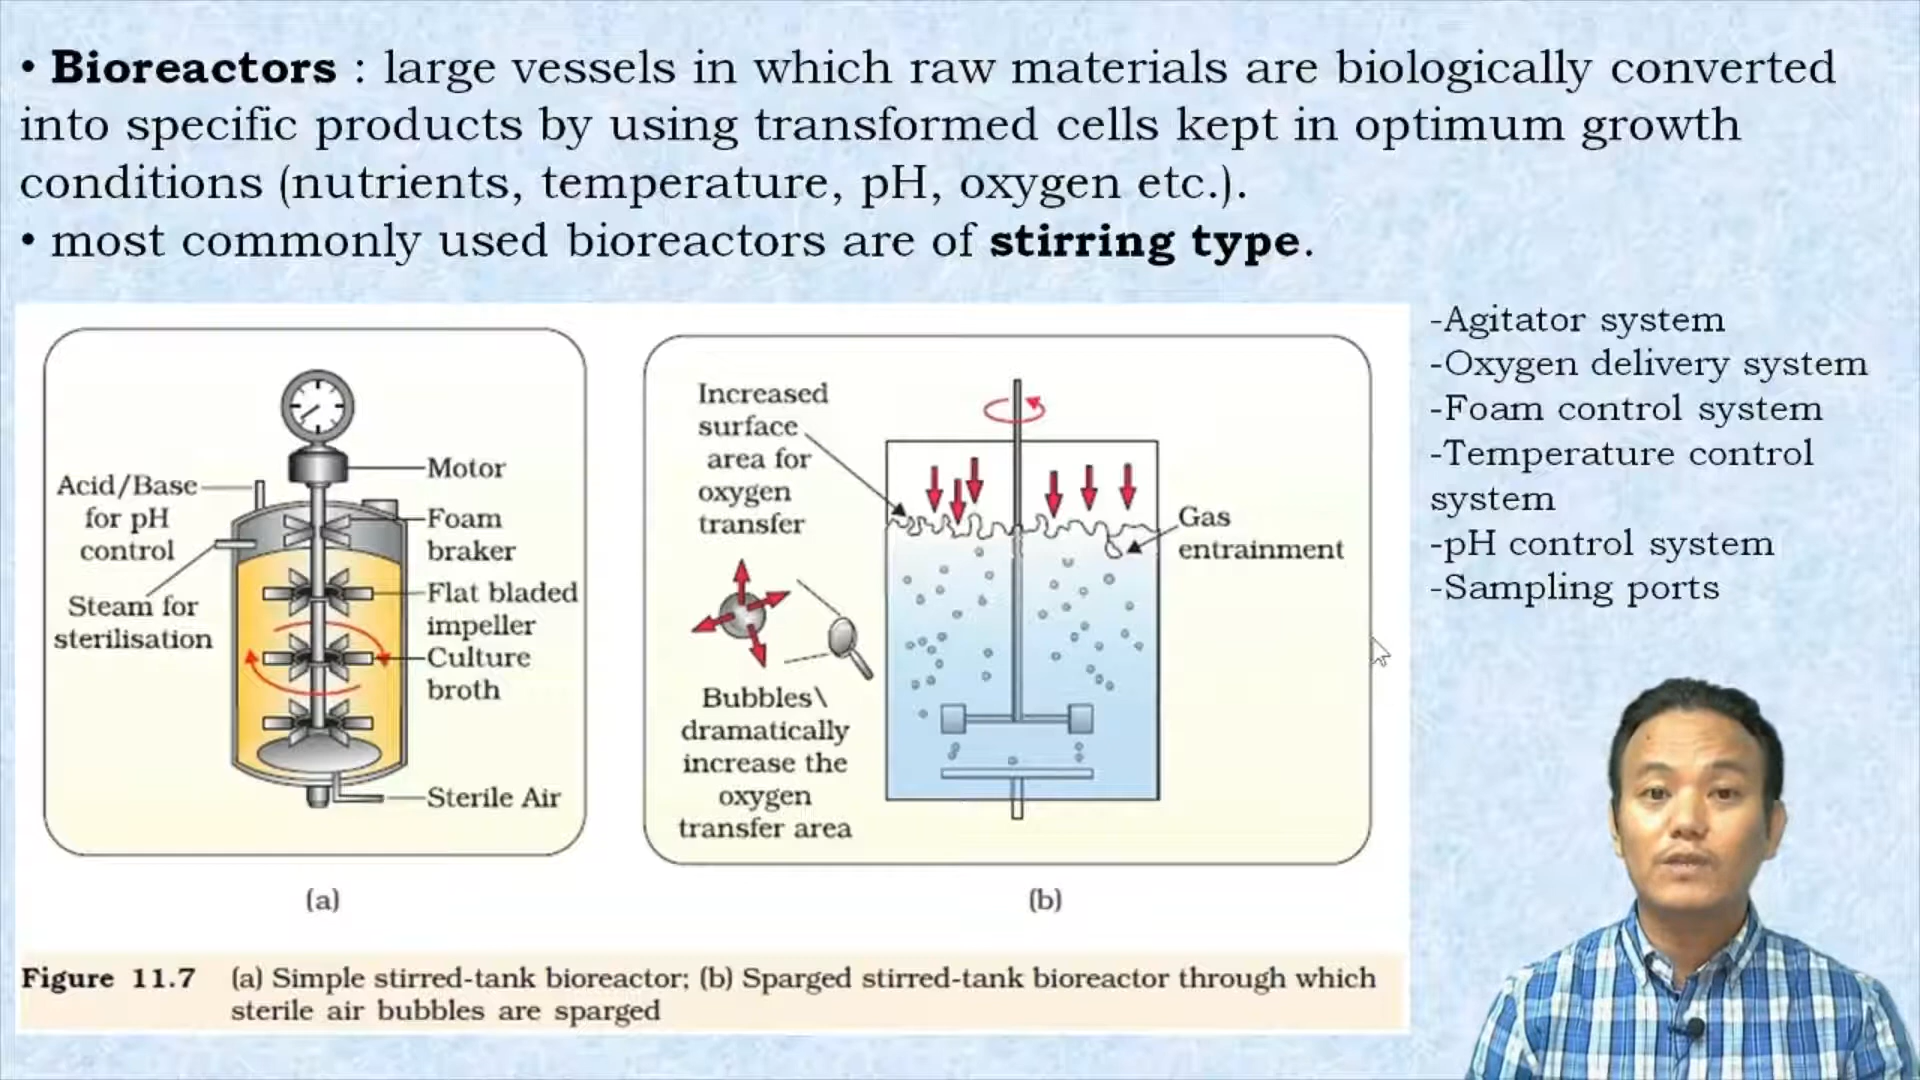 • Bioreactors : large vessels in which raw materials are biologically converted
into specific products by using transformed cells kept in optimum growth
conditions (nutrients, temperature, pH, oxygen etc.).
• most commonly used bioreactors are of stirring type.
Acid/Base
for pH
control
Steam for
sterilisation
Motor
Foam
braker
Flat bladed
impeller
Culture
broth
Sterile Air
(a)
Increased
surface
area for
oxygen
transfer
Gas
entrainment
Bubbles\
dramatically
increase the
oxygen
transfer area
(b)
Figure 11.7 (a) Simple stirred-tank bioreactor; (b) Sparged stirred-tank bioreactor through which
sterile air bubbles are sparged
-Agitator system
-Oxygen delivery system
-Foam control system
-Temperature control
system
-pH control system
-Sampling ports